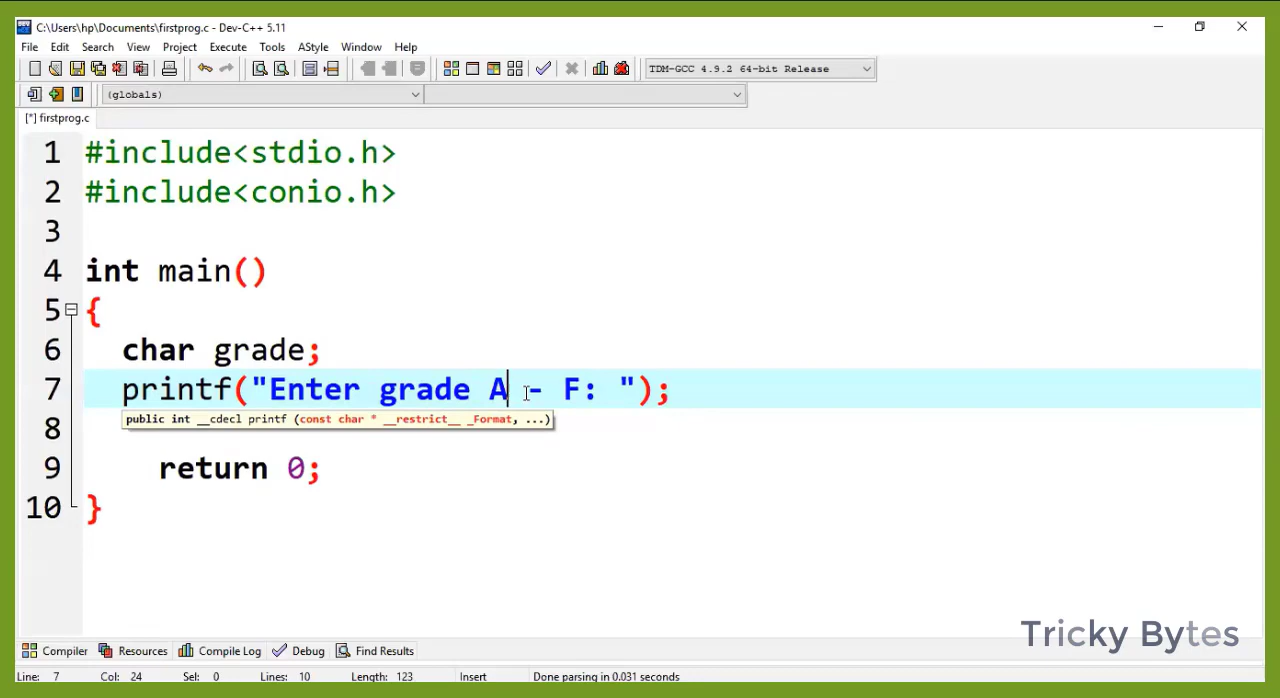 C:\Users\hp\Documents\firstprog.c - Dev-C++ 5.11
File Edit Search View Project Execute Tools AStyle Window Help
TDM-GCC 4.9.2 64-bit Release
(globals)
[*] firstprog.c
1 #include<stdio.h>
2 #include<conio.h>
3
4 int main()
5 {
6 char grade;
7 printf("Enter grade A - F: ");
public int __cdecl printf (const char * __restrict__ _Format, ...)
8
9 return 0;
10 }
Tricky Bytes
Compiler Resources Compile Log Debug Find Results
Line: 7 Col: 24 Sel: 0 Lines: 10 Length: 123 Insert Done parsing in 0.031 seconds